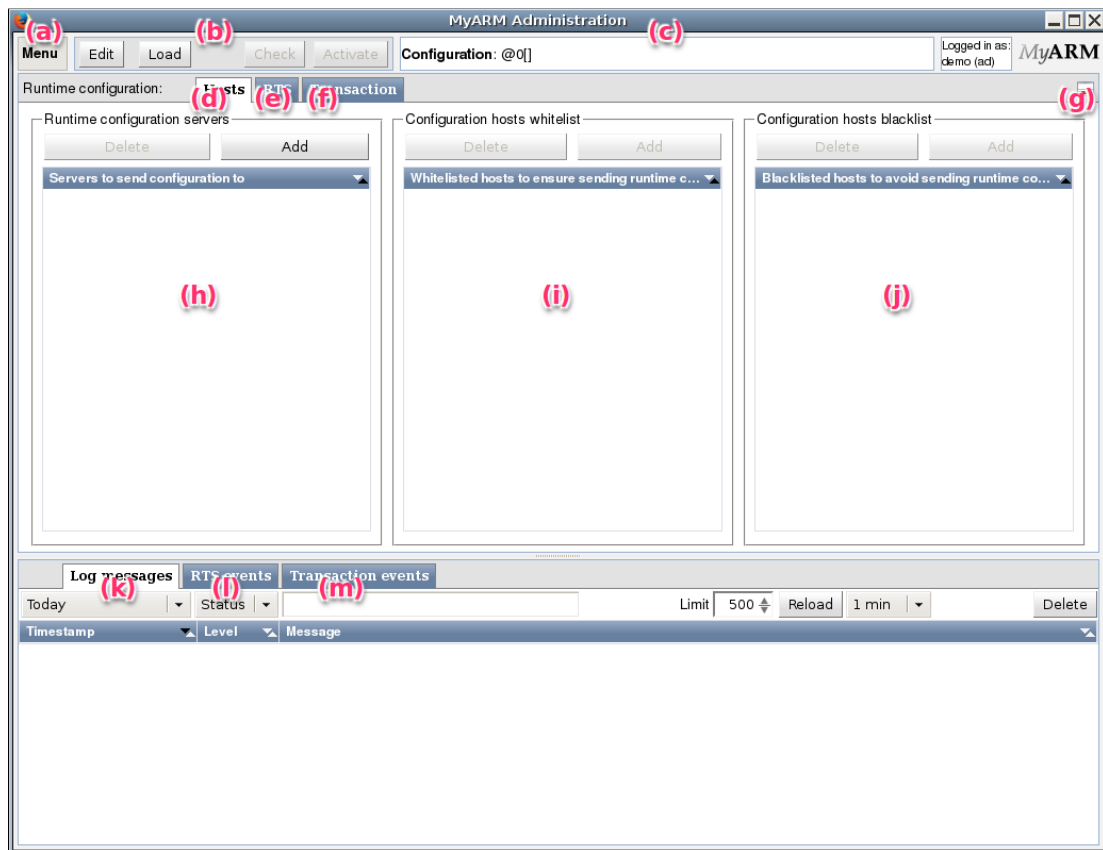 MyARM Administration
(a) (b) (c)
Menu Edit Load Check Activate Configuration: @0[] Logged in as: demo (ad) MyARM
Runtime configuration: Hosts RTS Transaction
(d) (e) (f) (g)
Runtime configuration servers Configuration hosts whitelist Configuration hosts blacklist
Delete Add Delete Add Delete Add
Servers to send configuration to Whitelisted hosts to ensure sending runtime c... Blacklisted hosts to avoid sending runtime co...
(h) (i) (j)
Log messages RTS events Transaction events
(k) (l) (m)
Today Status Limit 500 Reload 1 min Delete
Timestamp Level Message